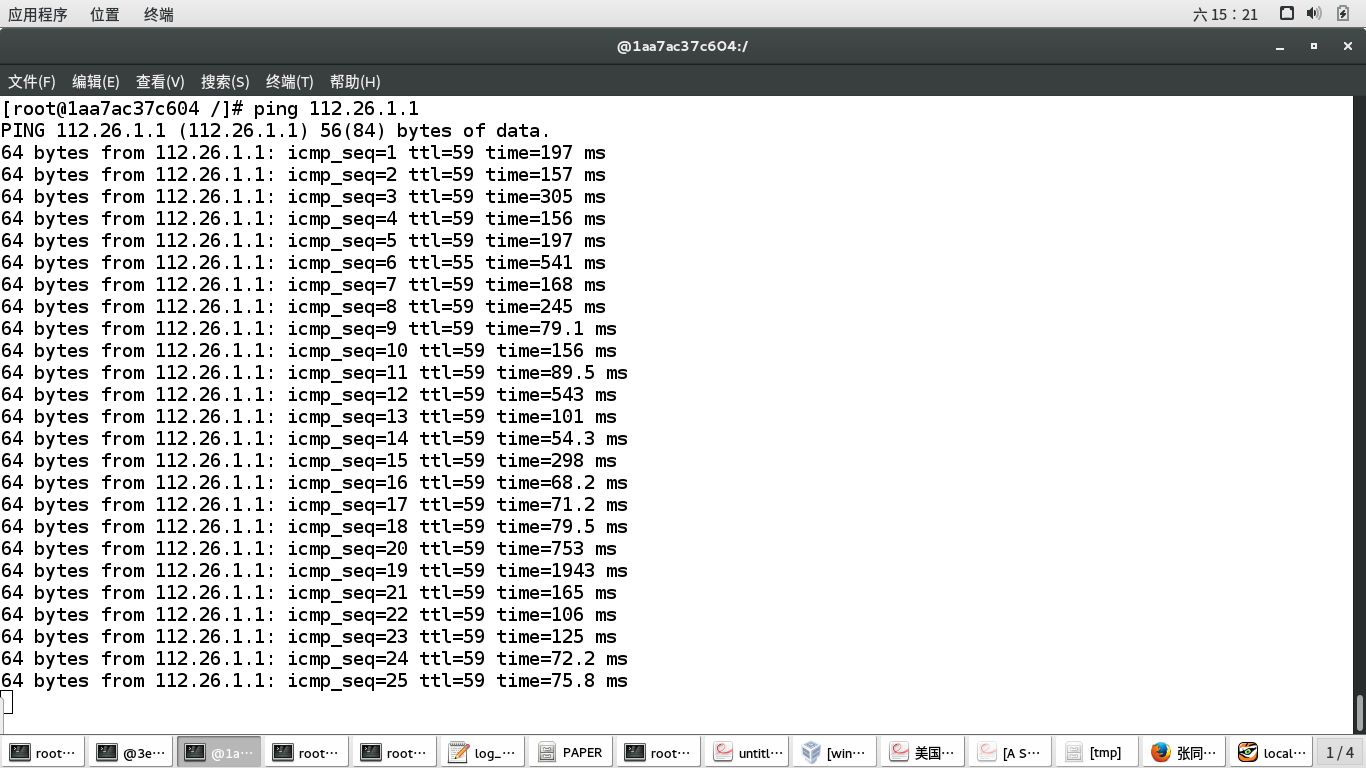 应用程序 位置 终端 六 15：21
@1aa7ac37c604:/
文件(F) 编辑(E) 查看(V) 搜索(S) 终端(T) 帮助(H)
[root@1aa7ac37c604 /]# ping 112.26.1.1
PING 112.26.1.1 (112.26.1.1) 56(84) bytes of data.
64 bytes from 112.26.1.1: icmp_seq=1 ttl=59 time=197 ms
64 bytes from 112.26.1.1: icmp_seq=2 ttl=59 time=157 ms
64 bytes from 112.26.1.1: icmp_seq=3 ttl=59 time=305 ms
64 bytes from 112.26.1.1: icmp_seq=4 ttl=59 time=156 ms
64 bytes from 112.26.1.1: icmp_seq=5 ttl=59 time=197 ms
64 bytes from 112.26.1.1: icmp_seq=6 ttl=55 time=541 ms
64 bytes from 112.26.1.1: icmp_seq=7 ttl=59 time=168 ms
64 bytes from 112.26.1.1: icmp_seq=8 ttl=59 time=245 ms
64 bytes from 112.26.1.1: icmp_seq=9 ttl=59 time=79.1 ms
64 bytes from 112.26.1.1: icmp_seq=10 ttl=59 time=156 ms
64 bytes from 112.26.1.1: icmp_seq=11 ttl=59 time=89.5 ms
64 bytes from 112.26.1.1: icmp_seq=12 ttl=59 time=543 ms
64 bytes from 112.26.1.1: icmp_seq=13 ttl=59 time=101 ms
64 bytes from 112.26.1.1: icmp_seq=14 ttl=59 time=54.3 ms
64 bytes from 112.26.1.1: icmp_seq=15 ttl=59 time=298 ms
64 bytes from 112.26.1.1: icmp_seq=16 ttl=59 time=68.2 ms
64 bytes from 112.26.1.1: icmp_seq=17 ttl=59 time=71.2 ms
64 bytes from 112.26.1.1: icmp_seq=18 ttl=59 time=79.5 ms
64 bytes from 112.26.1.1: icmp_seq=20 ttl=59 time=753 ms
64 bytes from 112.26.1.1: icmp_seq=19 ttl=59 time=1943 ms
64 bytes from 112.26.1.1: icmp_seq=21 ttl=59 time=165 ms
64 bytes from 112.26.1.1: icmp_seq=22 ttl=59 time=106 ms
64 bytes from 112.26.1.1: icmp_seq=23 ttl=59 time=125 ms
64 bytes from 112.26.1.1: icmp_seq=24 ttl=59 time=72.2 ms
64 bytes from 112.26.1.1: icmp_seq=25 ttl=59 time=75.8 ms
root… @3e… @1a… root… root… log_… PAPER root… untitl… [win… 美国… [A S… [tmp] 张同… local… 1 / 4